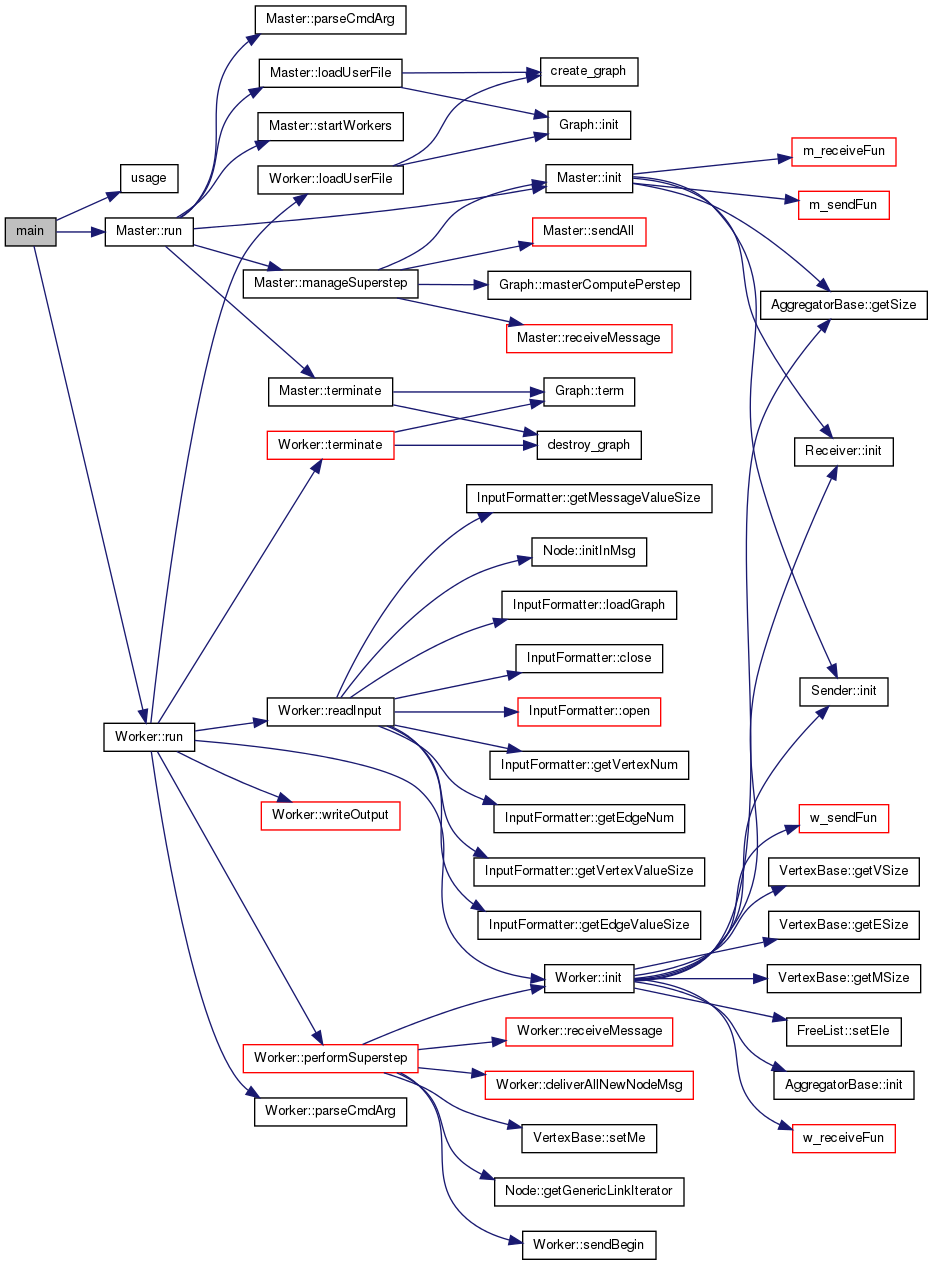 main
usage
Master::run
Worker::run
Master::parseCmdArg
Master::loadUserFile
Master::startWorkers
Worker::loadUserFile
Master::manageSuperstep
Master::terminate
Worker::terminate
Worker::readInput
Worker::writeOutput
Worker::performSuperstep
Worker::parseCmdArg
create_graph
Graph::init
Master::init
Master::sendAll
Graph::masterComputePerstep
Master::receiveMessage
Graph::term
destroy_graph
InputFormatter::getMessageValueSize
Node::initInMsg
InputFormatter::loadGraph
InputFormatter::close
InputFormatter::open
InputFormatter::getVertexNum
InputFormatter::getEdgeNum
InputFormatter::getVertexValueSize
InputFormatter::getEdgeValueSize
Worker::init
Worker::receiveMessage
Worker::deliverAllNewNodeMsg
VertexBase::setMe
Node::getGenericLinkIterator
Worker::sendBegin
m_receiveFun
m_sendFun
AggregatorBase::getSize
Receiver::init
Sender::init
w_sendFun
VertexBase::getVSize
VertexBase::getESize
VertexBase::getMSize
FreeList::setEle
AggregatorBase::init
w_receiveFun